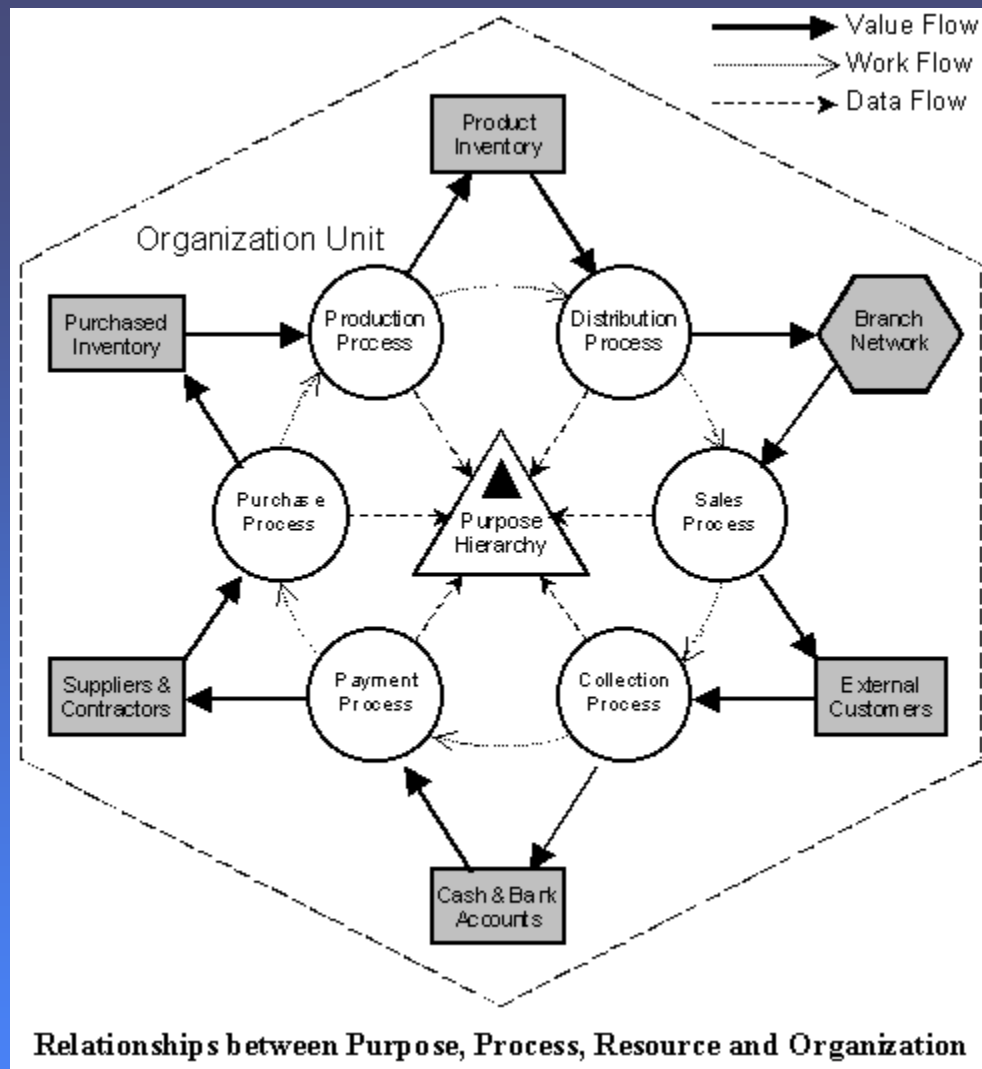 Value Flow
Work Flow
Data Flow
Product
Inventory
Organization Unit
Purchased
Inventory
Production
Process
Distribution
Process
Branch
Network
Purchase
Process
Purpose
Hierarchy
Sales
Process
Suppliers &
Contractors
Payment
Process
Collection
Process
External
Customers
Cash & Bank
Accounts
Relationships between Purpose, Process, Resource and Organization